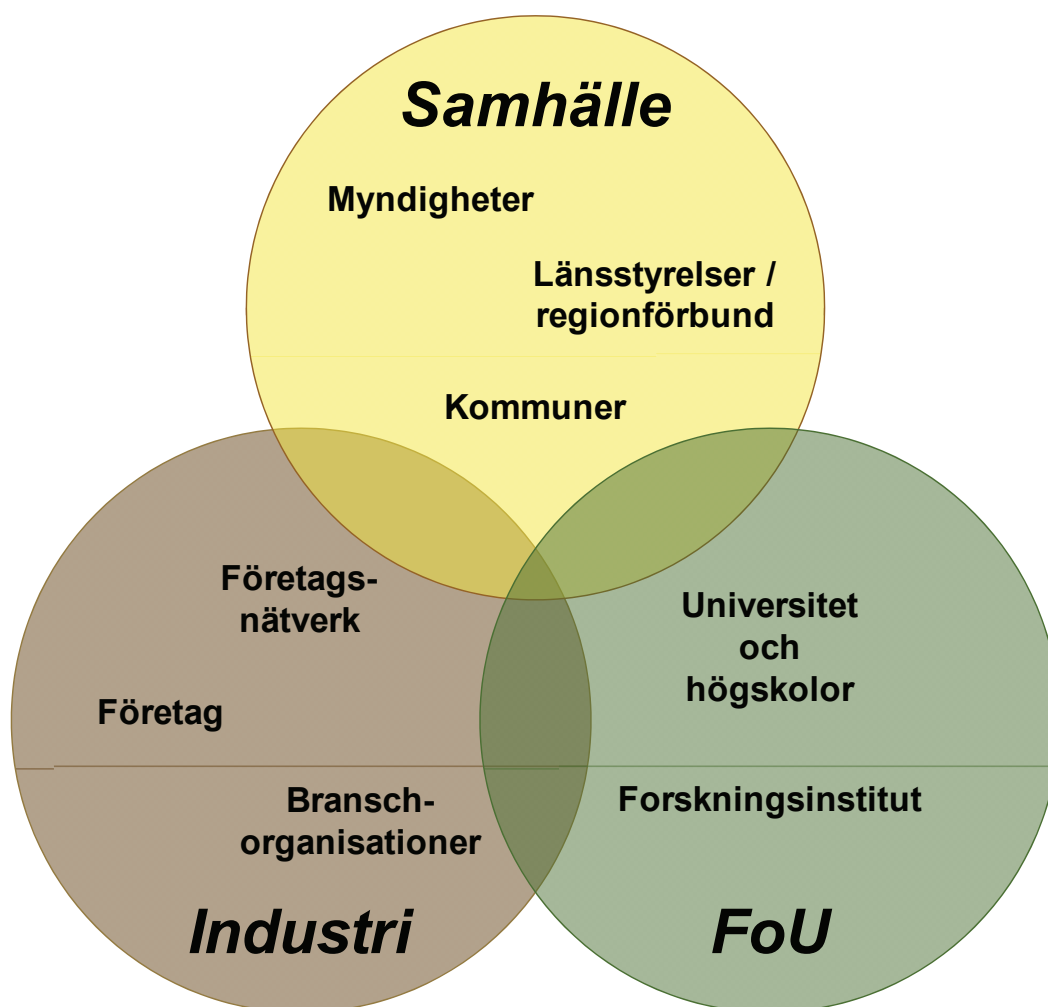 Samhälle
Myndigheter
Länsstyrelser /
regionförbund
Kommuner
Företags-
nätverk
Företag
Bransch-
organisationer
Industri
Universitet
och
högskolor
Forskningsinstitut
FoU